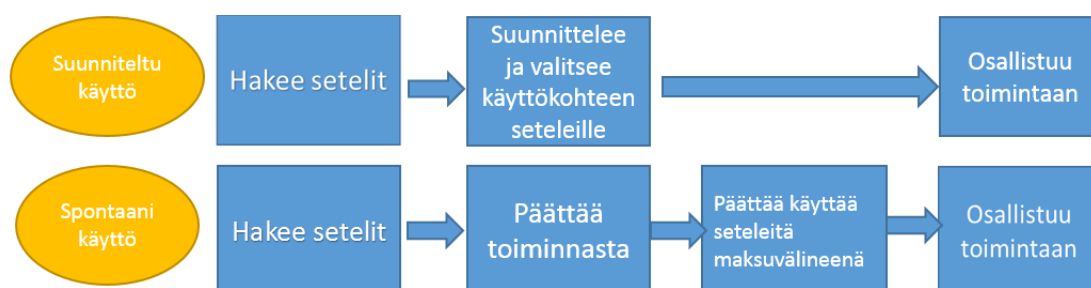 Suunniteltu
käyttö
Hakee setelit
Suunnittelee
ja valitsee
käyttökohteen
seteleille
Osallistuu
toimintaan
Spontaani
käyttö
Hakee setelit
Päättää
toiminnasta
Päättää käyttää
seteleitä
maksuvälineenä
Osallistuu
toimintaan